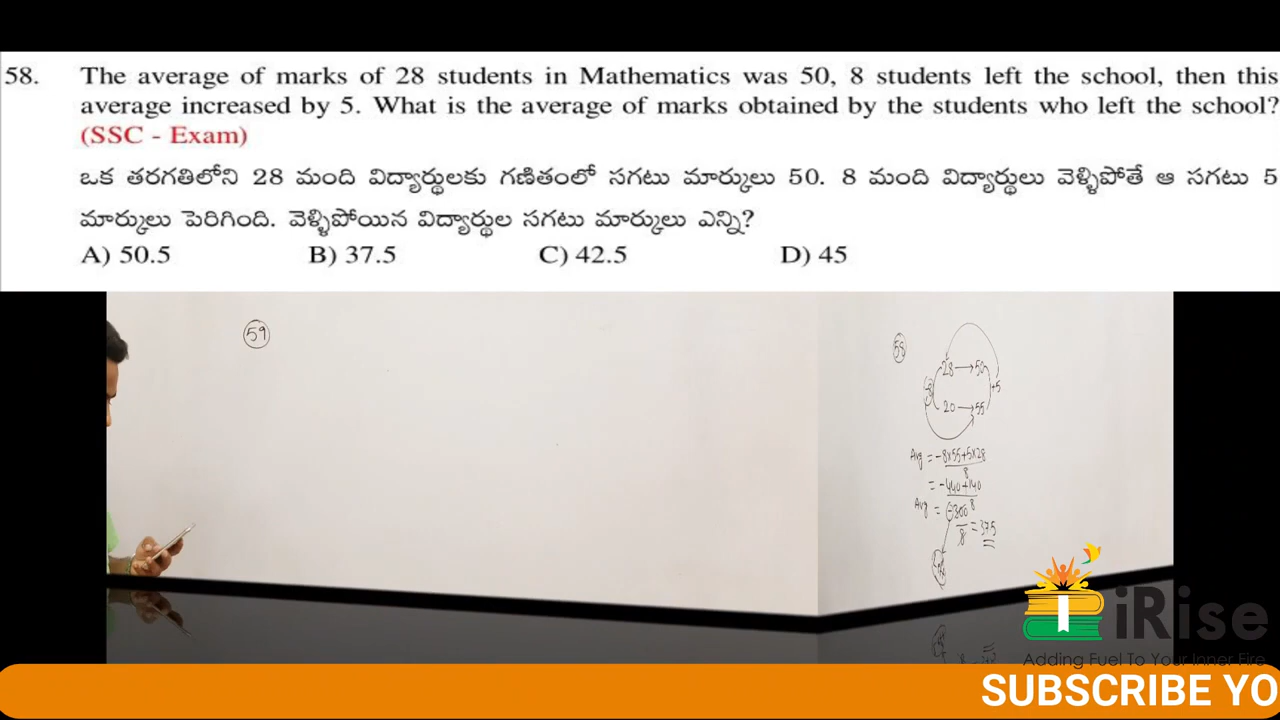 58. The average of marks of 28 students in Mathematics was 50, 8 students left the school, then this
average increased by 5. What is the average of marks obtained by the students who left the school?
(SSC - Exam)
ఒక తరగతిలోని 28 మంది విద్యార్థులకు గణితంలో సగటు మార్కులు 50. 8 మంది విద్యార్థులు వెళ్ళిపోతే ఆ సగటు 5
మార్కులు పెరిగింది. వెళ్ళిపోయిన విద్యార్థుల సగటు మార్కులు ఎన్ని?
A) 50.5 B) 37.5 C) 42.5 D) 45
59
28 → 50
+5
20 → 55
Avg = -8x55+5x28
8
= -440+140
8
Avg = -300
8
= 37.5
iRise
Adding Fuel To Your Inner Fire
SUBSCRIBE YO